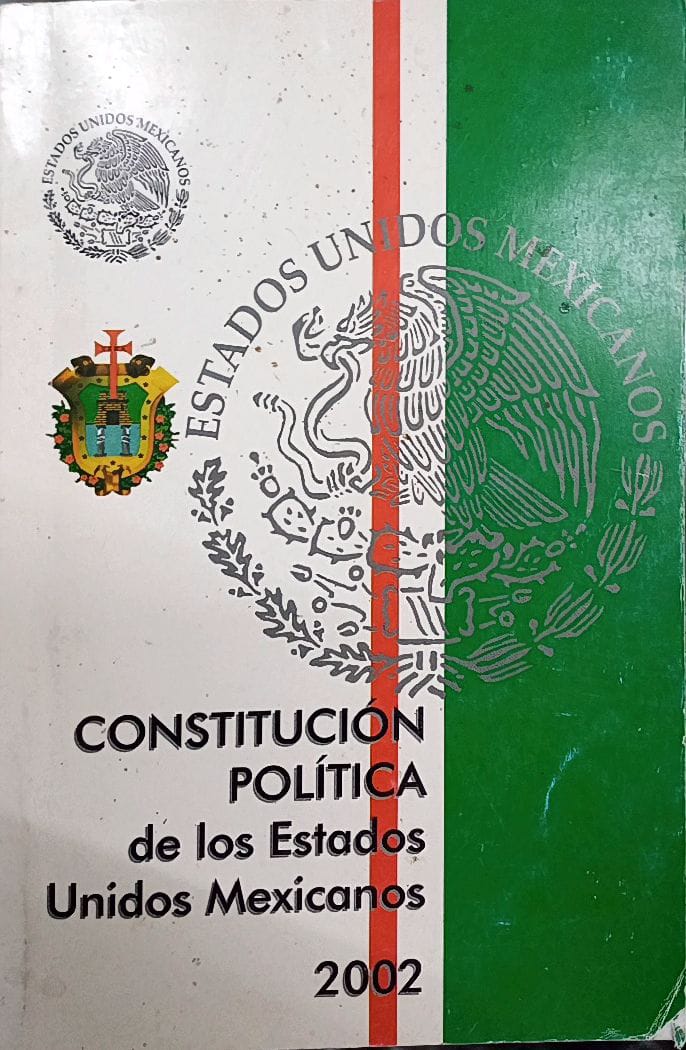 ESTADOS UNIDOS MEXICANOS
ESTADOS UNIDOS MEXICANOS
CONSTITUCIÓN
POLÍTICA
de los Estados
Unidos Mexicanos
2002